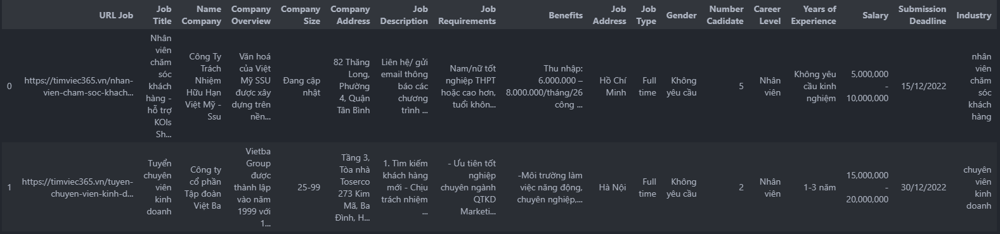 URL Job
Job
Title
Name
Company
Company
Overview
Company
Size
Company
Address
Job
Description
Job
Requirements
Benefits
Job
Address
Job
Type
Gender
Number
Cadidate
Career
Level
Years of
Experience
Salary
Submission
Deadline
Industry
0
https://timviec365.vn/nhan-
vien-cham-soc-khach...
Nhân
viên
chăm
sóc
khách
hàng -
hỗ trợ
KOIs
Sh...
Công Ty
Trách
Nhiệm
Hữu Hạn
Việt Mỹ -
Ssu
Văn hoá
của Việt
Mỹ SSU
được xây
dựng trên
nền...
Đang cập
nhật
82 Thăng
Long,
Phường
4, Quận
Tân Bình
Liên hệ/ gửi
email thông
báo các
chương
trình ...
Nam/nữ tốt
nghiệp THPT
hoặc cao hơn,
tuổi khôn...
Thu nhập:
6.000.000 –
8.000.000/tháng/26
công ...
Hồ Chí
Minh
Full
time
Không
yêu cầu
5
Nhân
viên
Không yêu
cầu kinh
nghiệm
5,000,000
-
10,000,000
15/12/2022
nhân
viên
chăm
sóc
khách
hàng
1
https://timviec365.vn/tuyen-
chuyen-vien-kinh-d...
Tuyển
chuyên
viên
kinh
doanh
Công ty
cổ phần
Tập đoàn
Việt Ba
Vietba
Group
được
thành lập
vào năm
1999 với
1...
25-99
Tầng 3,
Tòa nhà
Toserco
273 Kim
Mã, Ba
Đình, H...
1. Tìm kiếm
khách hàng
mới - Chịu
trách nhiệm
...
- Ưu tiên tốt
nghiệp
chuyên ngành
QTKD
Marketi...
-Môi trường làm
việc năng động,
chuyên nghiệp,...
Hà Nội
Full
time
Không
yêu cầu
2
Nhân
viên
1-3 năm
15,000,000
-
20,000,000
30/12/2022
chuyên
viên
kinh
doanh